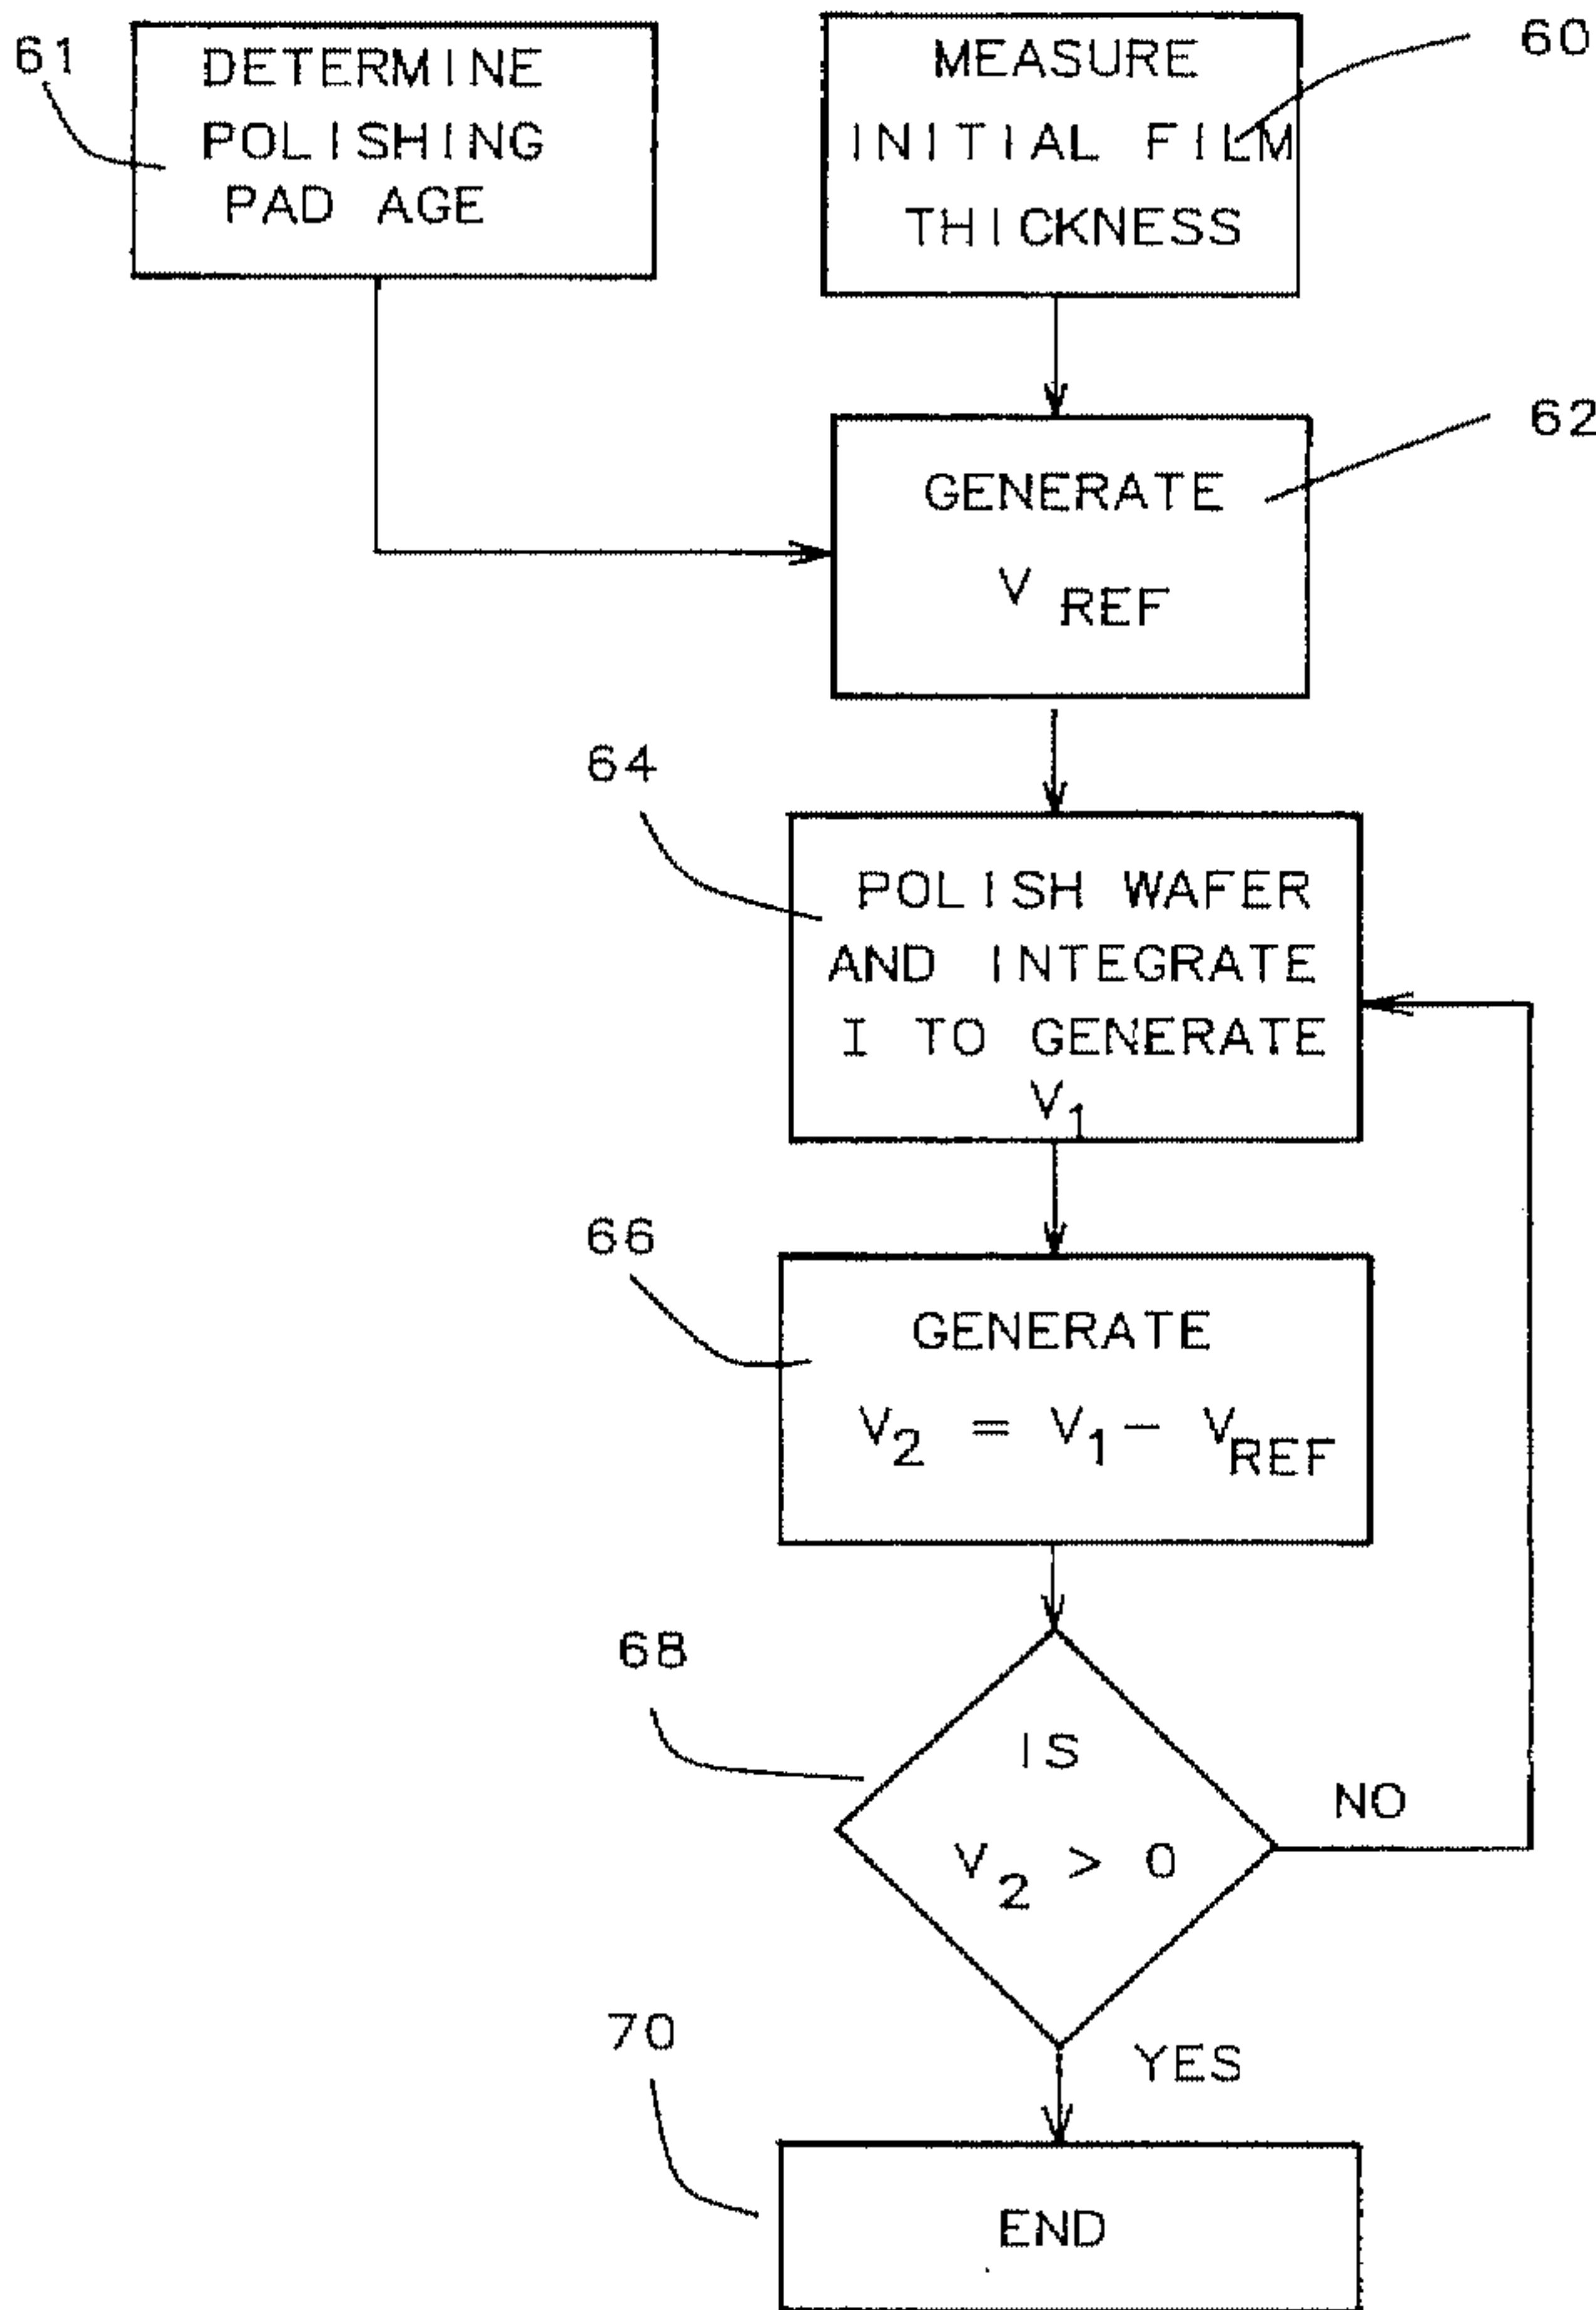 61
DETERMINE
POLISHING
PAD AGE
60
MEASURE
INITIAL FILM
THICKNESS
62
GENERATE
V REF
64
POLISH WAFER
AND INTEGRATE
I TO GENERATE
V1
66
GENERATE
V2 = V1 - VREF
68
IS
V2 > 0
NO
YES
70
END